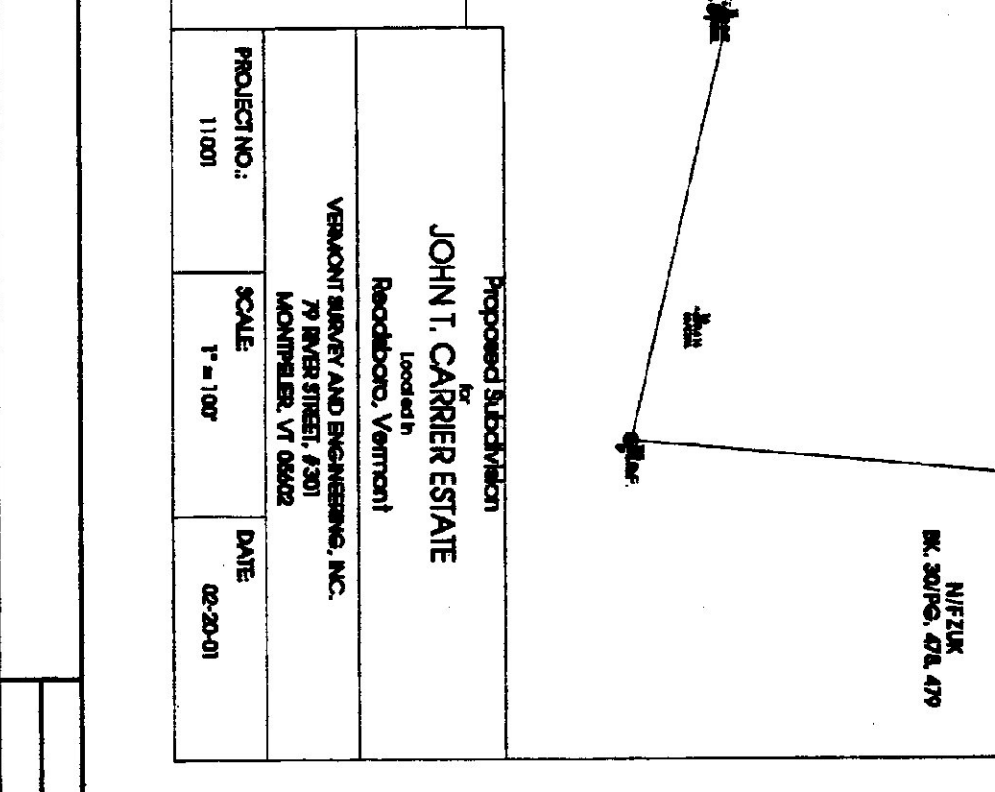 N/F ZUK
BK. 30/PG. 478, 479
Proposed Subdivision
for
JOHN T. CARRIER ESTATE
Located in
Readsboro, Vermont
VERMONT SURVEY AND ENGINEERING, INC.
79 RIVER STREET, #301
MONTPELIER, VT 05602
PROJECT NO.:
11001
SCALE:
1" = 100'
DATE:
02-20-01